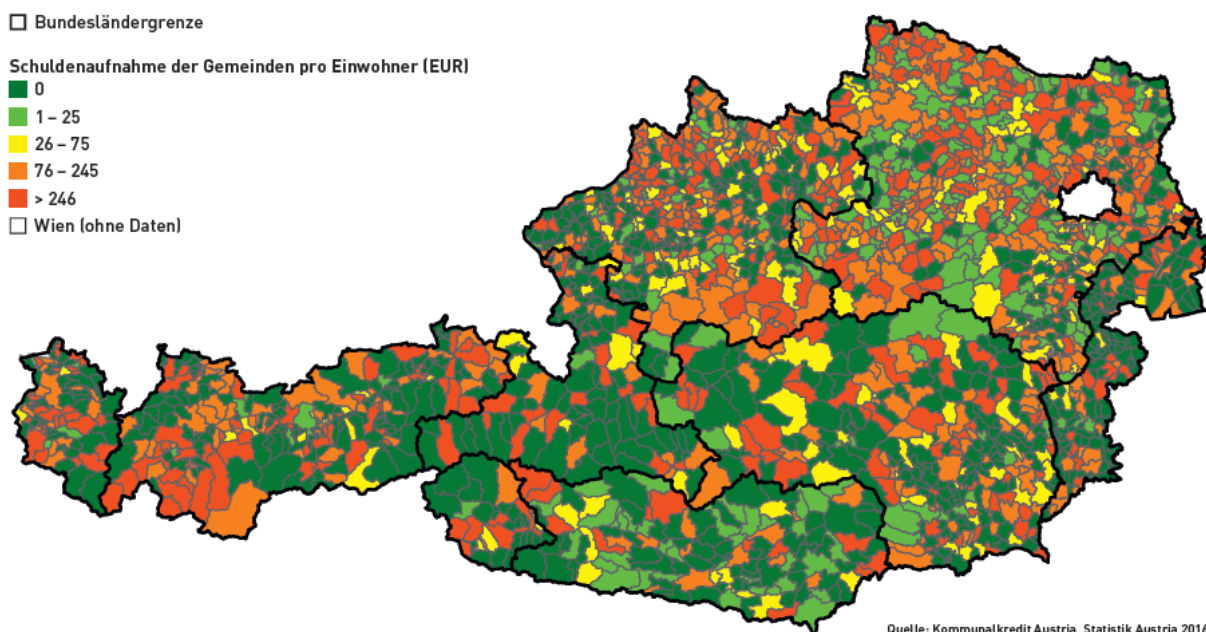 Bundesländergrenze
Schuldenaufnahme der Gemeinden pro Einwohner (EUR)
0
1 – 25
26 – 75
76 – 245
> 246
Wien (ohne Daten)
Quelle: Kommunalkredit Austria, Statistik Austria 2016